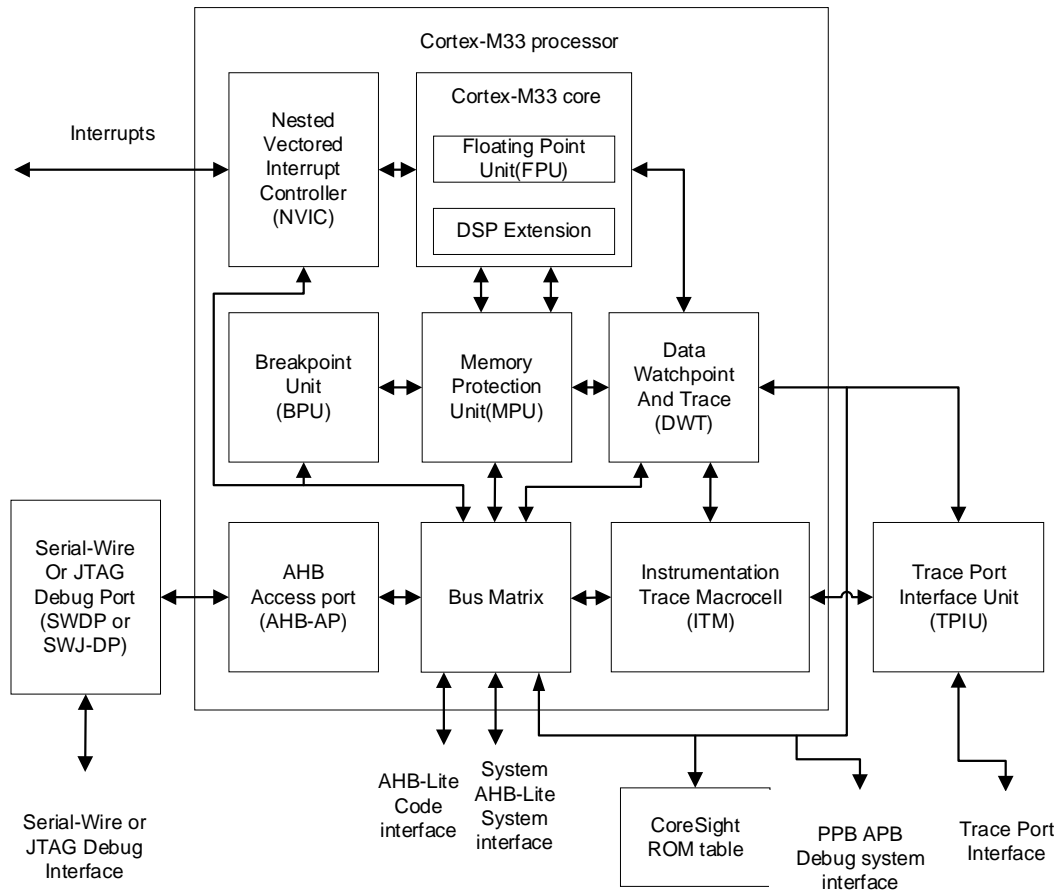 Cortex-M33 processor
Interrupts
Nested
Vectored
Interrupt
Controller
(NVIC)
Cortex-M33 core
Floating Point
Unit(FPU)
DSP Extension
Breakpoint
Unit
(BPU)
Memory
Protection
Unit(MPU)
Data
Watchpoint
And Trace
(DWT)
Serial-Wire
Or JTAG
Debug Port
(SWDP or
SWJ-DP)
AHB
Access port
(AHB-AP)
Bus Matrix
Instrumentation
Trace Macrocell
(ITM)
Trace Port
Interface Unit
(TPIU)
Serial-Wire or
JTAG Debug
Interface
AHB-Lite
Code
interface
System
AHB-Lite
System
interface
CoreSight
ROM table
PPB APB
Debug system
interface
Trace Port
Interface